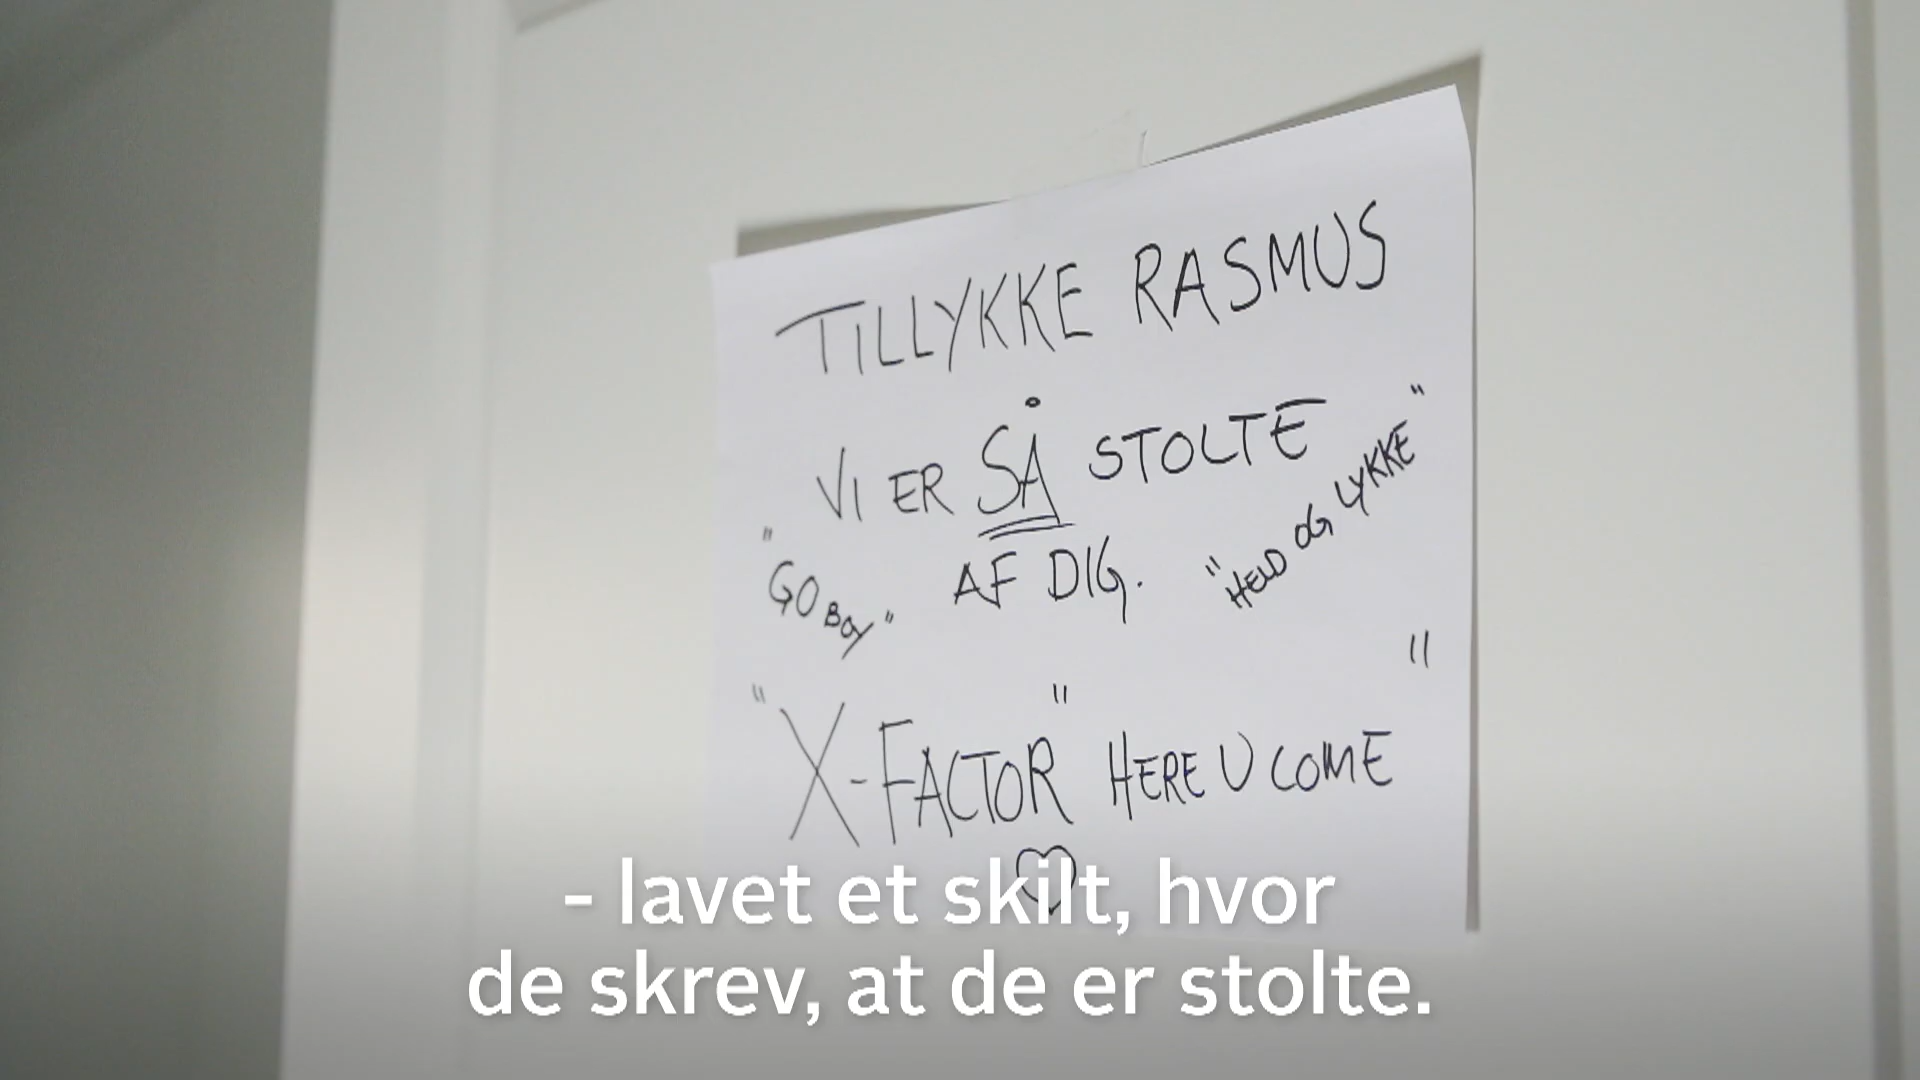 TILLYKKE RASMUS
VI ER SÅ STOLTE
AF DIG.
"GO BOY"
"HELD OG LYKKE"
"X-FACTOR" HERE U COME"
- lavet et skilt, hvor
de skrev, at de er stolte.